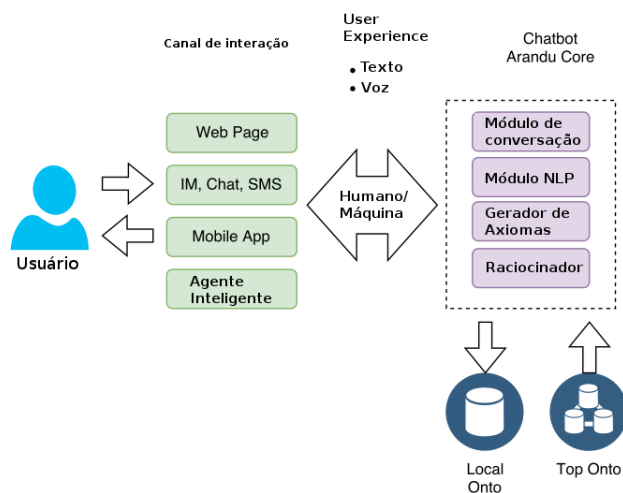 Canal de interação
User
Experience
Texto
Voz
Chatbot
Arandu Core
Web Page
IM, Chat, SMS
Mobile App
Agente
Inteligente
Usuário
Humano/
Máquina
Módulo de
conversação
Módulo NLP
Gerador de
Axiomas
Raciocinador
Local
Onto
Top Onto